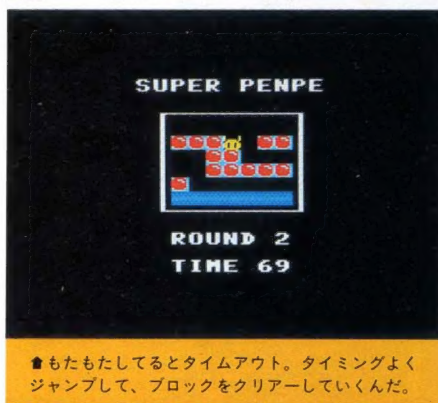 SUPER PENPE
ROUND 2
TIME 69
⬆もたもたしてるとタイムアウト。タイミングよく
ジャンプして、ブロックをクリアーしていくんだ。